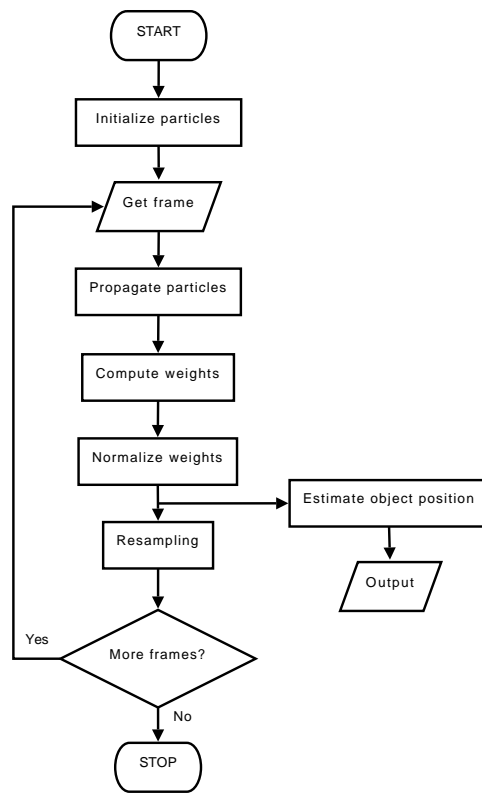 START
Initialize particles
Get frame
Propagate particles
Compute weights
Normalize weights
Estimate object position
Resampling
Output
Yes
More frames?
No
STOP